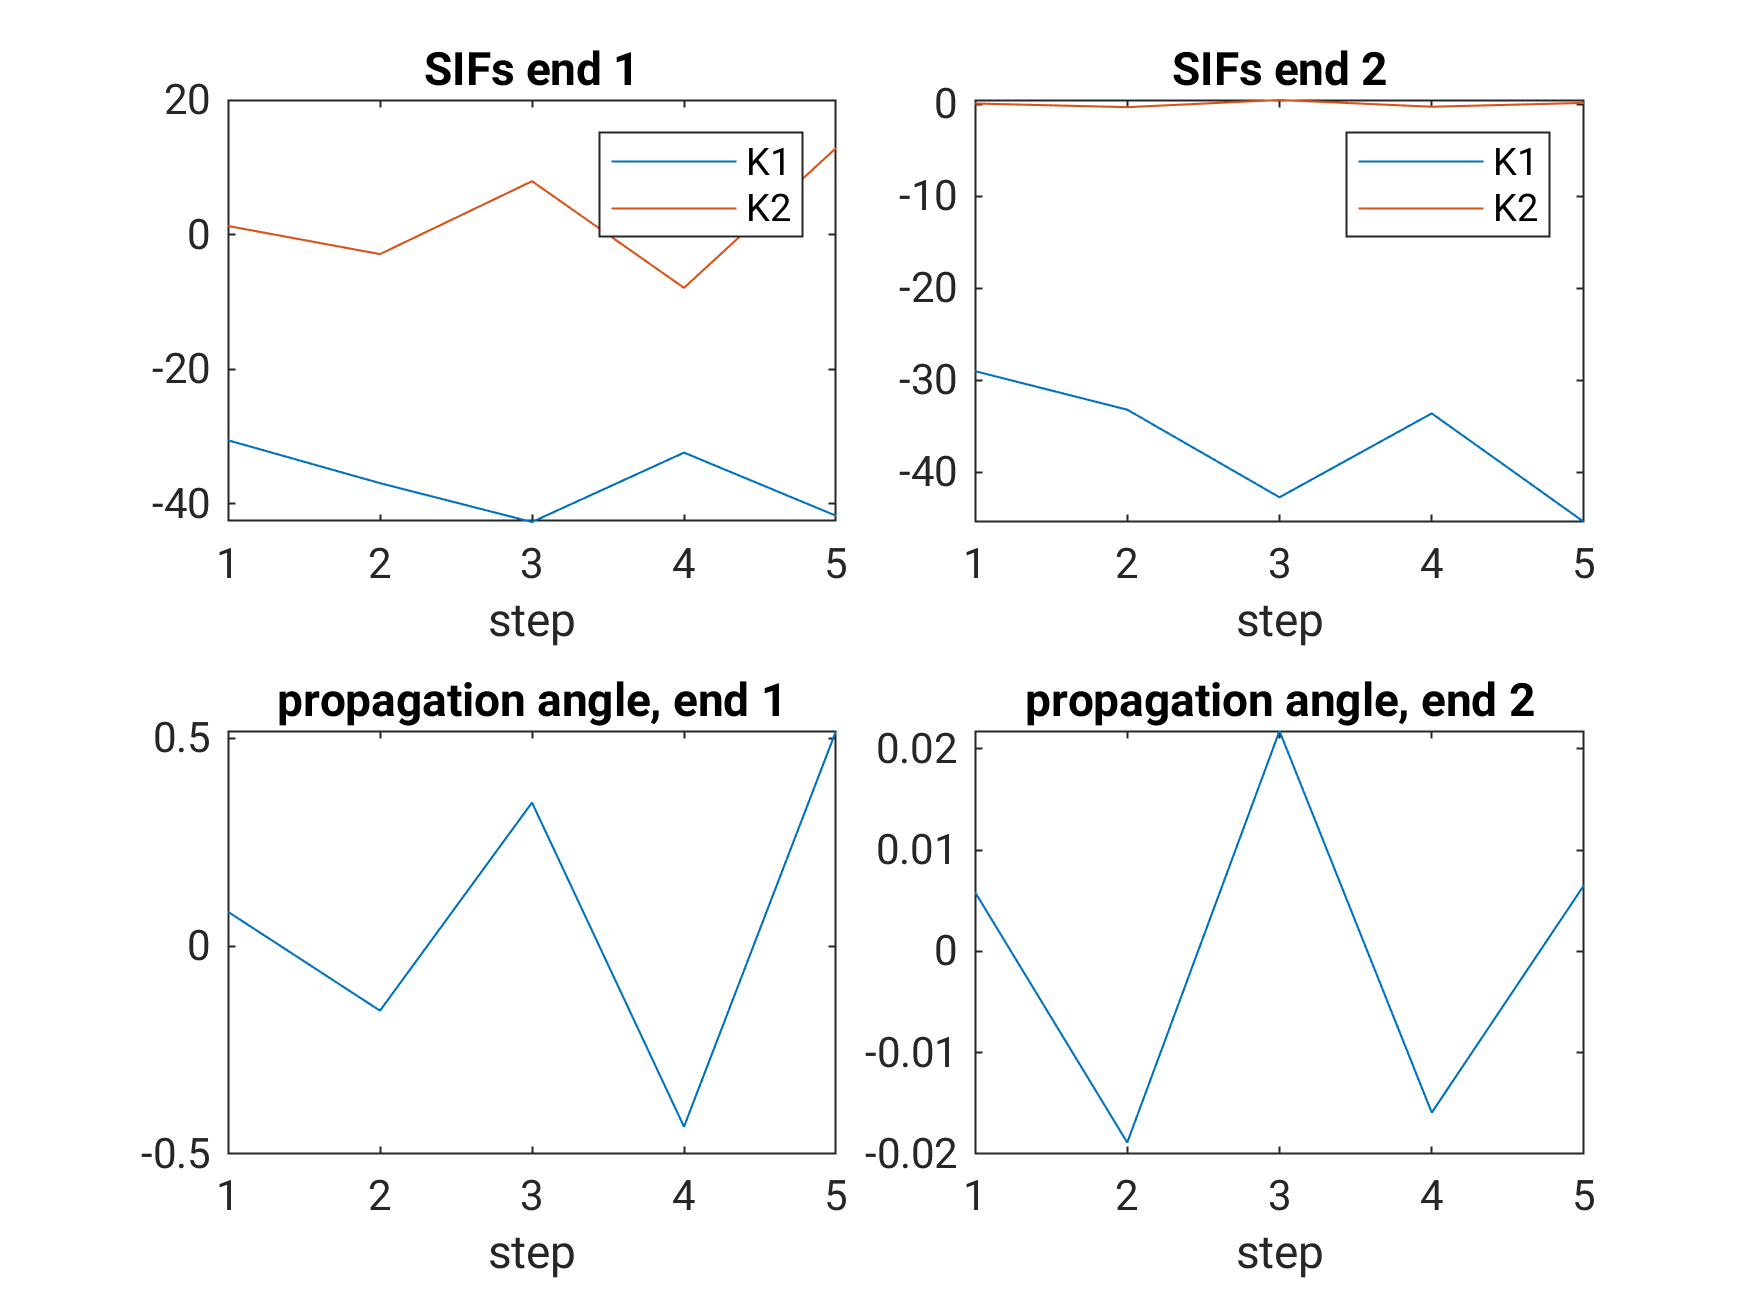 SIFs end 1
20
0
-20
-40
K1
K2
1 2 3 4 5
step
SIFs end 2
0
-10
-20
-30
-40
K1
K2
1 2 3 4 5
step
propagation angle, end 1
0.5
0
-0.5
1 2 3 4 5
step
propagation angle, end 2
0.02
0.01
0
-0.01
-0.02
1 2 3 4 5
step